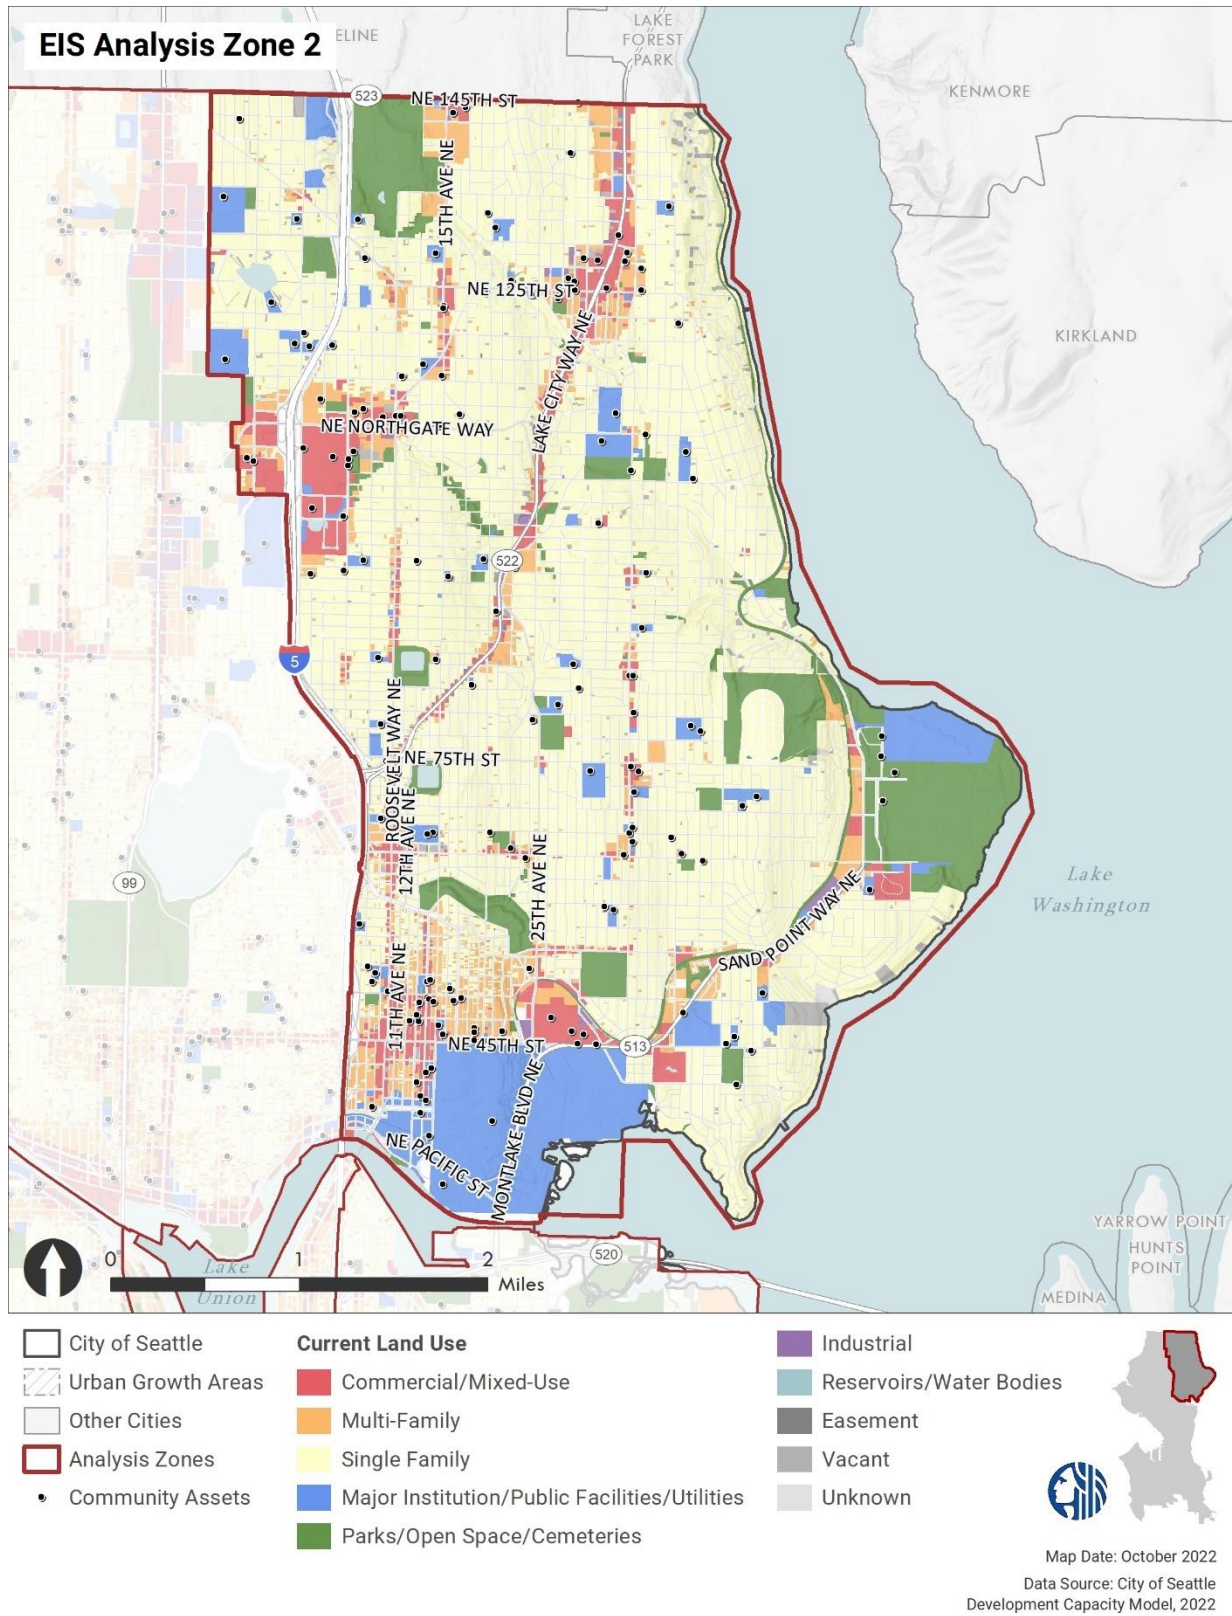 EIS Analysis Zone 2
ELINE
LAKE
FOREST
PARK
KENMORE
523
NE 145TH ST
15TH AVE NE
NE 125TH ST
KIRKLAND
LAKE CITY WAY NE
NE NORTHGATE WAY
522
5
ROOSEVELT WAY NE
NE 75TH ST
12TH AVE NE
99
25TH AVE NE
Lake
Washington
SAND POINT WAY NE
11TH AVE NE
NE 45TH ST
513
MONTLAKE BLVD NE
NE PACIFIC ST
520
YARROW POINT
HUNTS
POINT
MEDINA
Lake
Union
0 1 2
Miles
City of Seattle
Urban Growth Areas
Other Cities
Analysis Zones
Community Assets
Current Land Use
Commercial/Mixed-Use
Multi-Family
Single Family
Major Institution/Public Facilities/Utilities
Parks/Open Space/Cemeteries
Industrial
Reservoirs/Water Bodies
Easement
Vacant
Unknown
Map Date: October 2022
Data Source: City of Seattle
Development Capacity Model, 2022